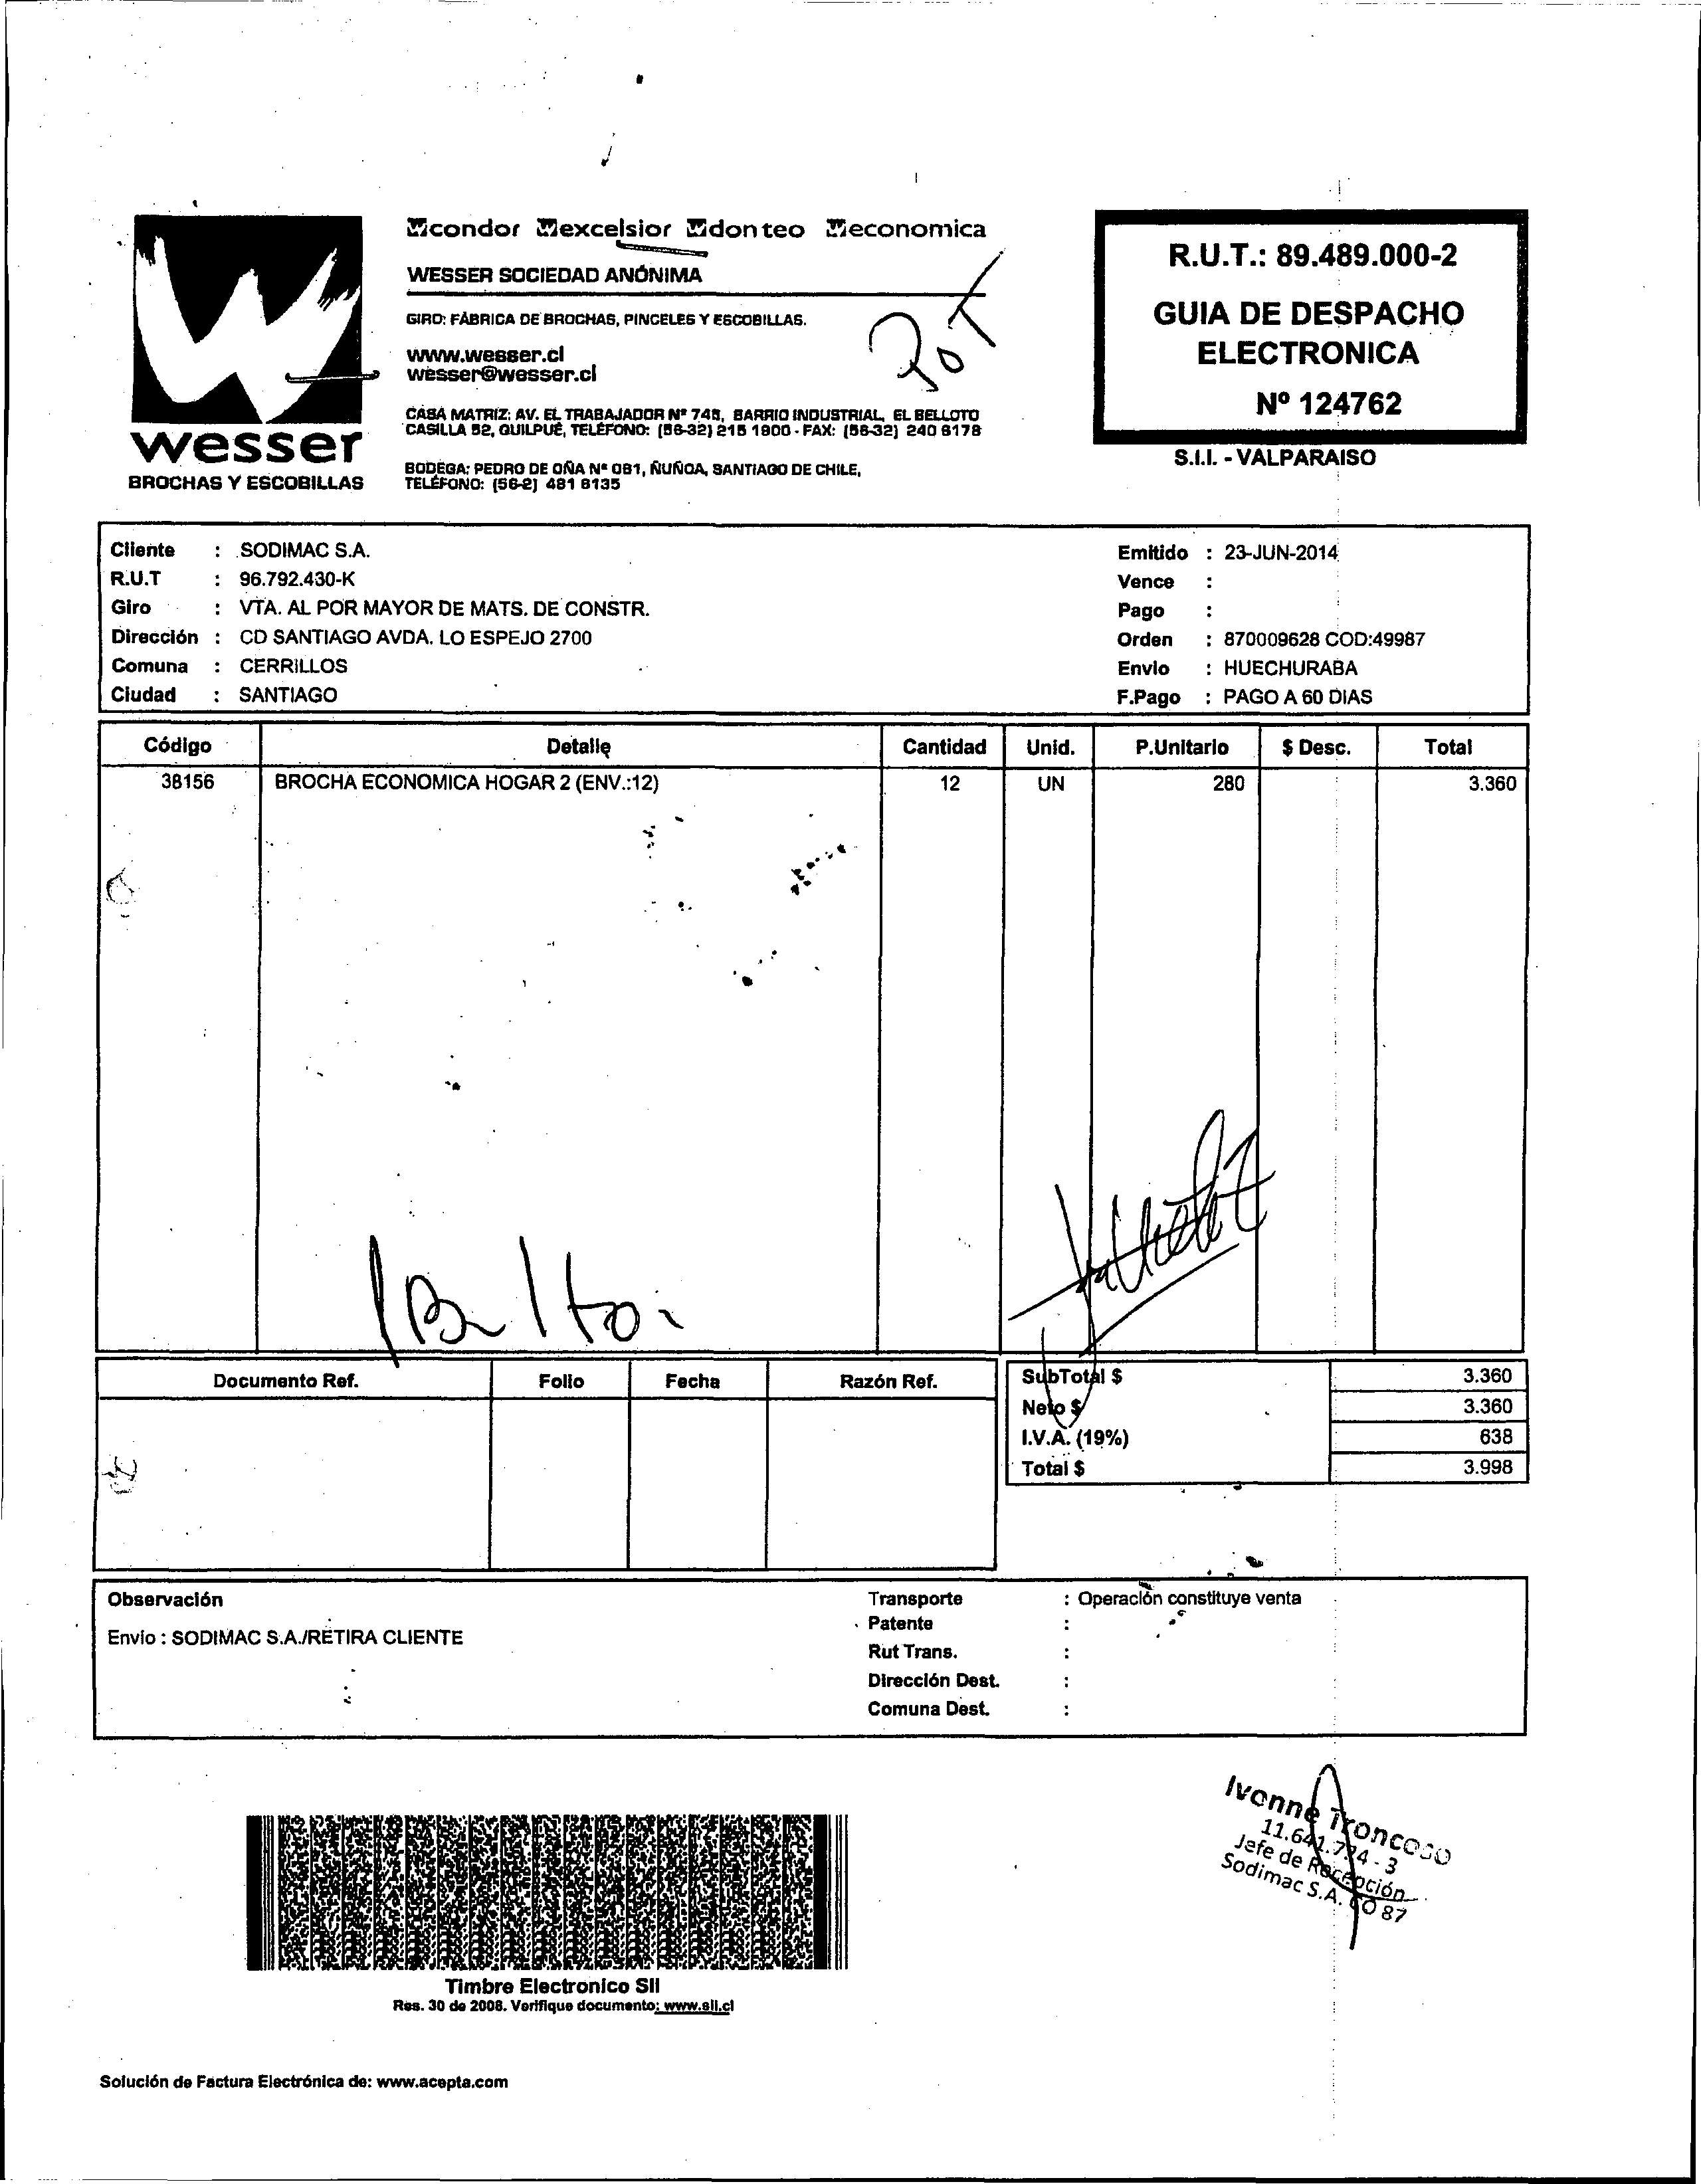 condor excelsior donteo economica
WESSER SOCIEDAD ANÓNIMA
GIRO: FÁBRICA DE BROCHAS, PINCELES Y ESCOBILLAS.
www.wesser.cl
wesser@wesser.cl
CASA MATRIZ: AV. EL TRABAJADOR Nº 748, BARRIO INDUSTRIAL, EL BELLOTO
CASILLA 52, QUILPUÉ, TELÉFONO: (56-32) 215 1800 - FAX: (56-32) 240 8178
BODEGA: PEDRO DE OÑA Nº 081, ÑUÑOA, SANTIAGO DE CHILE,
TELÉFONO: (56-2) 481 8135
wesser
BROCHAS Y ESCOBILLAS
R.U.T.: 89.489.000-2
GUIA DE DESPACHO
ELECTRONICA
Nº 124762
S.I.I. - VALPARAISO
Cliente : SODIMAC S.A.
R.U.T : 96.792.430-K
Giro : VTA. AL POR MAYOR DE MATS. DE CONSTR.
Dirección : CD SANTIAGO AVDA. LO ESPEJO 2700
Comuna : CERRILLOS
Ciudad : SANTIAGO
Emitido : 23-JUN-2014
Vence :
Pago :
Orden : 870009628 COD:49987
Envio : HUECHURABA
F.Pago : PAGO A 60 DIAS
Código Detalle Cantidad Unid. P.Unitario $ Desc. Total
38156 BROCHA ECONOMICA HOGAR 2 (ENV.:12) 12 UN 280 3.360
1 Bulto
Documento Ref. Folio Fecha Razón Ref.
SubTotal $ 3.360
Neto $ 3.360
I.V.A. (19%) 638
Total $ 3.998
Observación
Envio : SODIMAC S.A./RETIRA CLIENTE
Transporte : Operación constituye venta
Patente :
Rut Trans. :
Dirección Dest. :
Comuna Dest. :
Ivonne Troncoso
11.641.724 - 3
Jefe de Recepción
Sodimac S.A. CO 87
Timbre Electronico SII
Res. 30 de 2008. Verifique documento: www.sii.cl
Solución de Factura Electrónica de: www.acepta.com